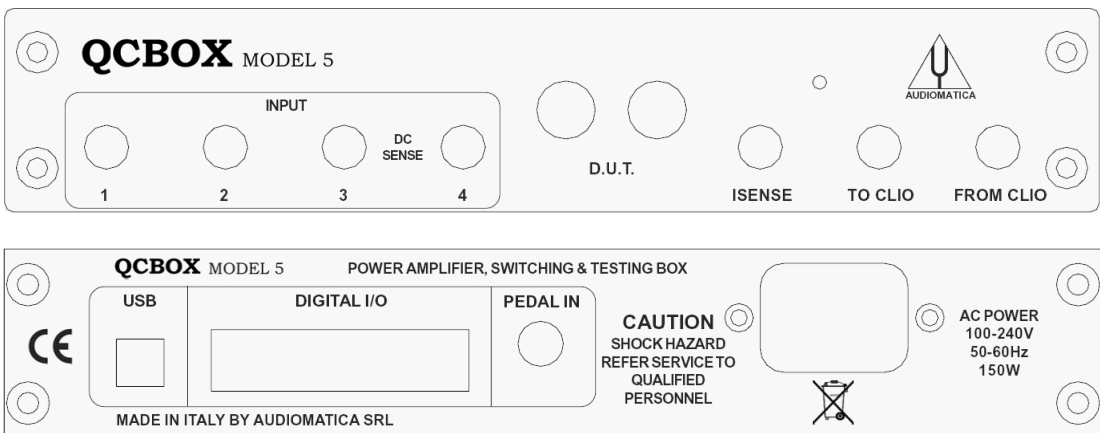 QCBOX MODEL 5
AUDIOMATICA
INPUT
DC
SENSE
D.U.T.
1 2 3 4
ISENSE TO CLIO FROM CLIO
QCBOX MODEL 5 POWER AMPLIFIER, SWITCHING & TESTING BOX
USB DIGITAL I/O PEDAL IN
CE
CAUTION
SHOCK HAZARD
REFER SERVICE TO
QUALIFIED
PERSONNEL
AC POWER
100-240V
50-60Hz
150W
MADE IN ITALY BY AUDIOMATICA SRL